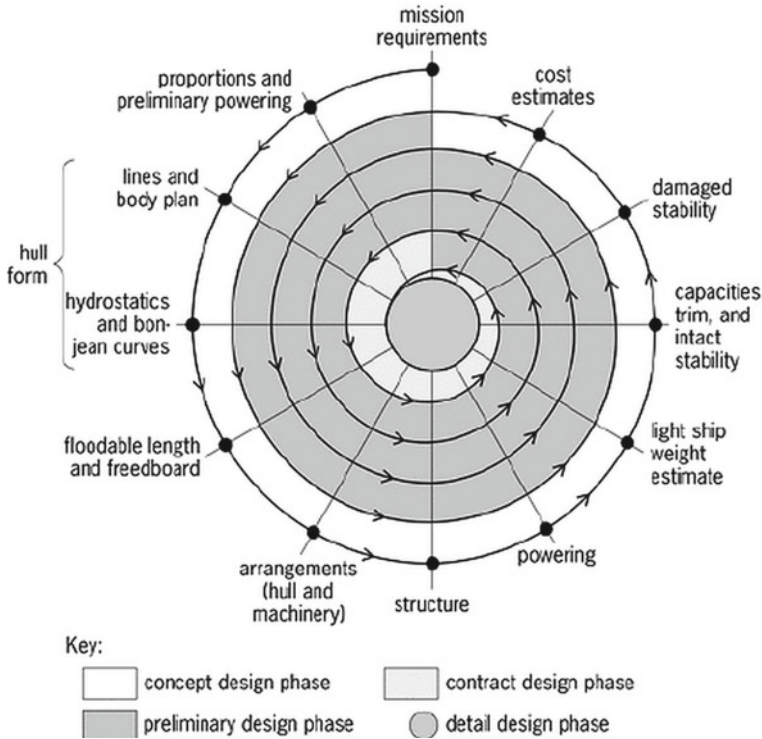 mission
requirements
cost
estimates
proportions and
preliminary powering
damaged
stability
lines and
body plan
hull
form
capacities
trim, and
intact
stability
hydrostatics
and bon-
jean curves
light ship
weight
estimate
floodable length
and freedboard
powering
arrangements
(hull and
machinery)
structure
Key:
concept design phase
contract design phase
preliminary design phase
detail design phase